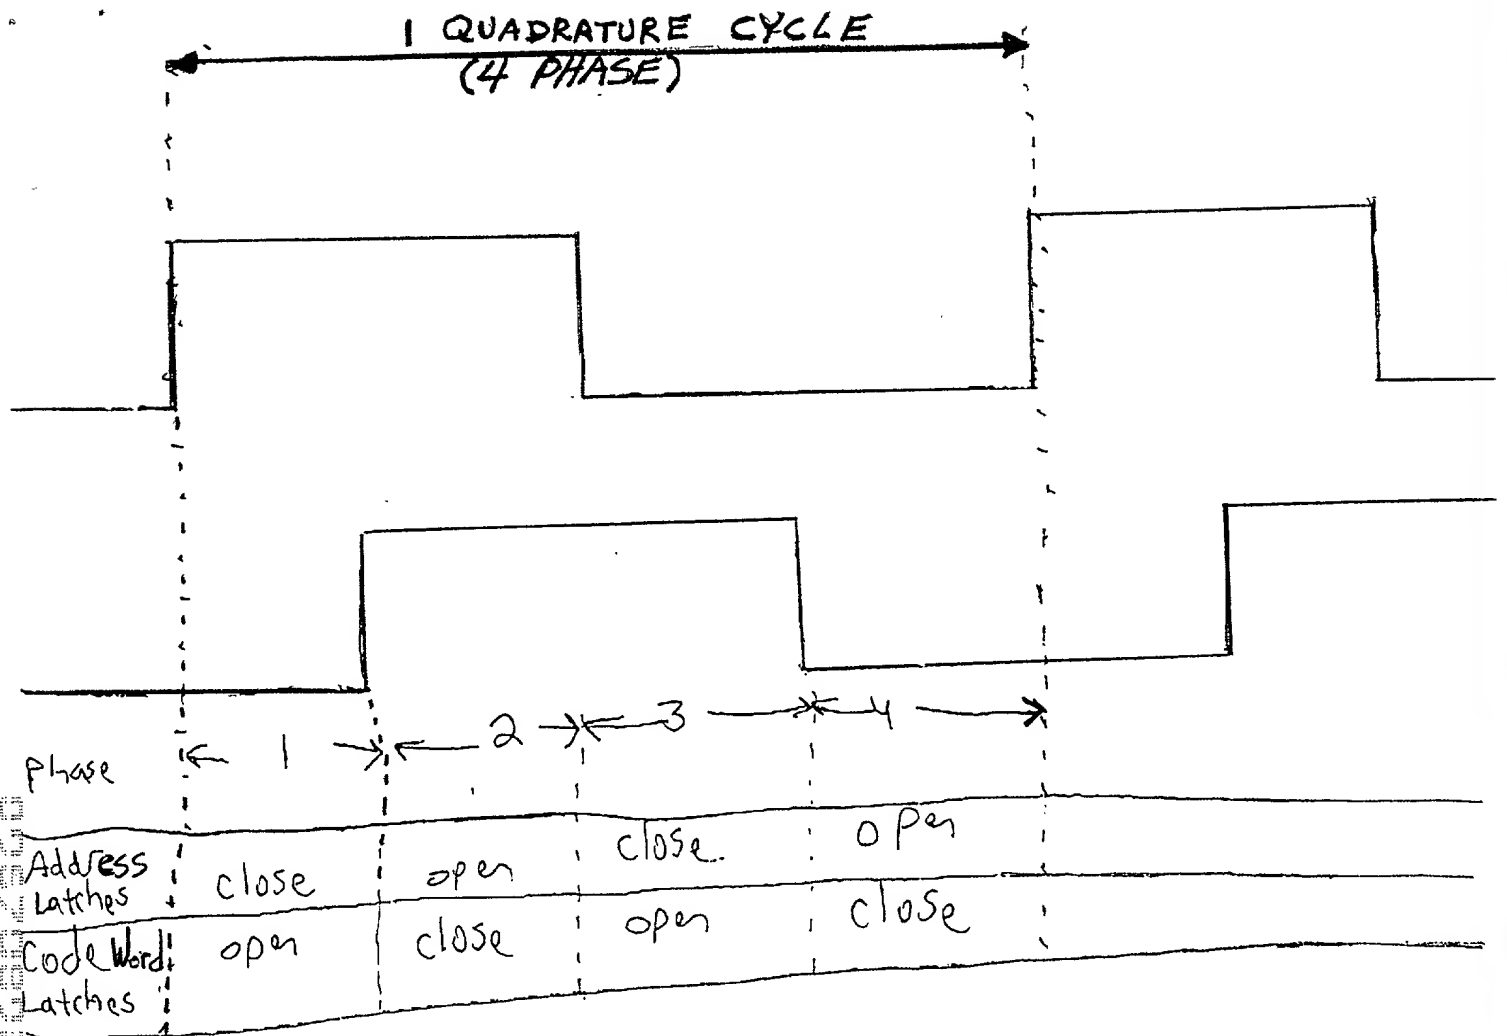 1 QUADRATURE CYCLE
(4 PHASE)
Phase 1 2 3 4
Address Latches close open close open
Code Word Latches open close open close